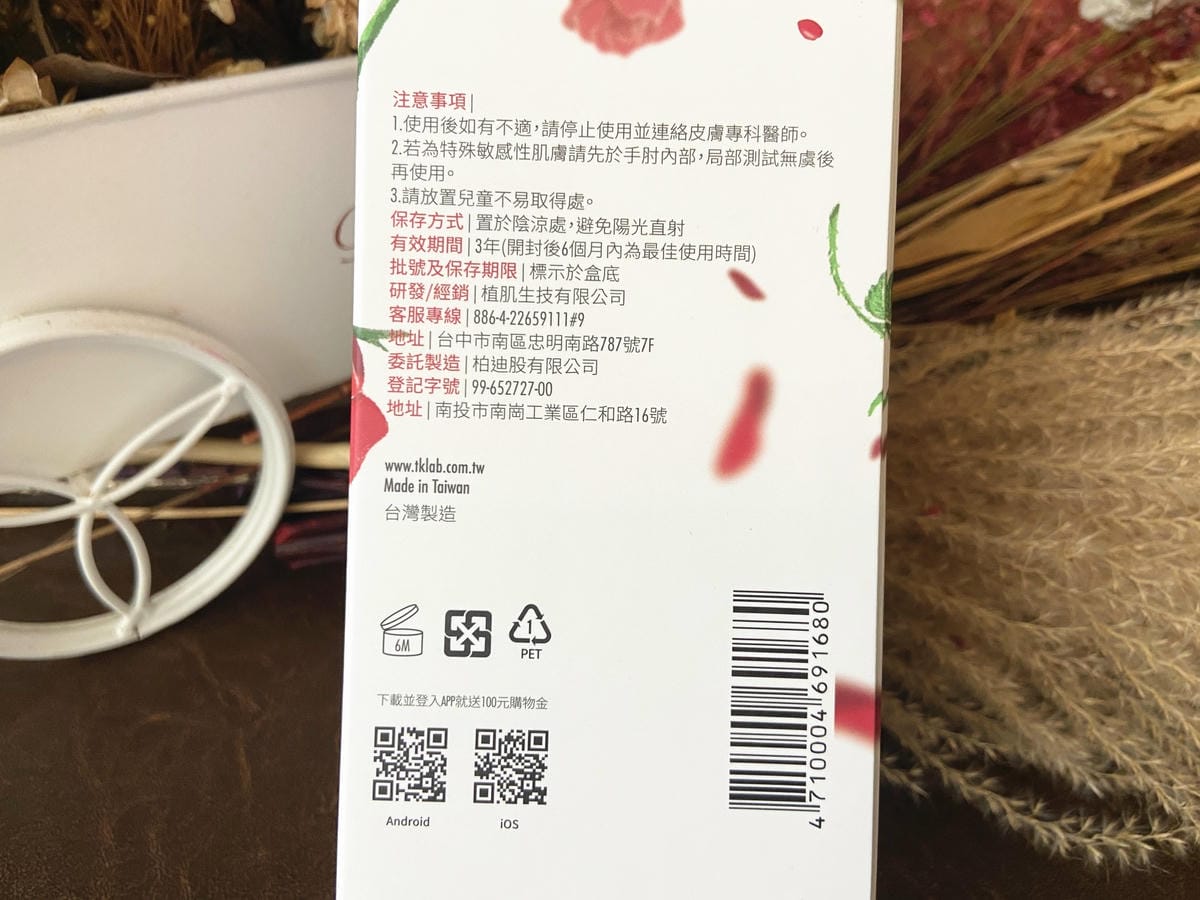 注意事項|
1.使用後如有不適,請停止使用並連絡皮膚專科醫師。
2.若為特殊敏感性肌膚請先於手肘內部,局部測試無虞後
再使用。
3.請放置兒童不易取得處。
保存方式|置於陰涼處,避免陽光直射
有效期間|3年(開封後6個月內為最佳使用時間)
批號及保存期限|標示於盒底
研發/經銷|植肌生技有限公司
客服專線|886-4-22659111#9
地址|台中市南區忠明南路787號7F
委託製造|柏迪股有限公司
登記字號|99-652727-00
地址|南投市南崗工業區仁和路16號
www.tklab.com.tw
Made in Taiwan
台灣製造
6M
1
PET
下載並登入APP就送100元購物金
Android
iOS
4710004691680